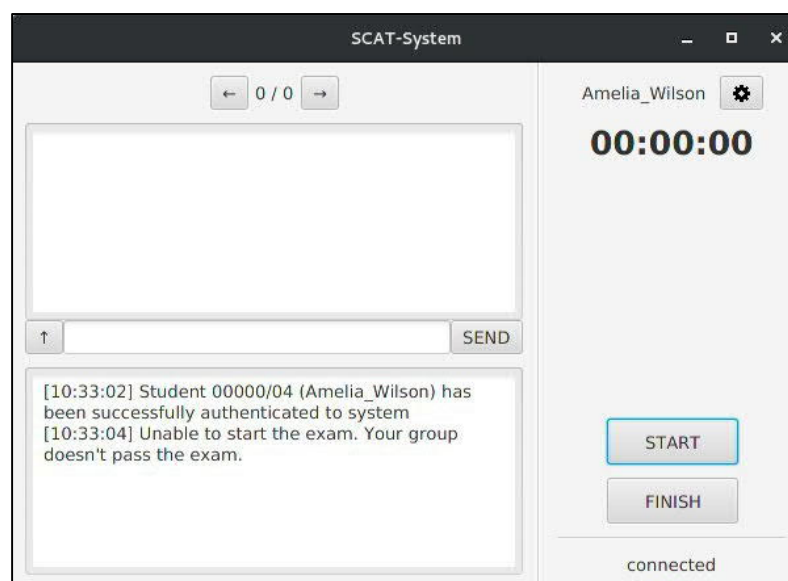 SCAT-System
← 0 / 0 →
Amelia_Wilson
00:00:00
↑ SEND
[10:33:02] Student 00000/04 (Amelia_Wilson) has
been successfully authenticated to system
[10:33:04] Unable to start the exam. Your group
doesn't pass the exam.
START
FINISH
connected